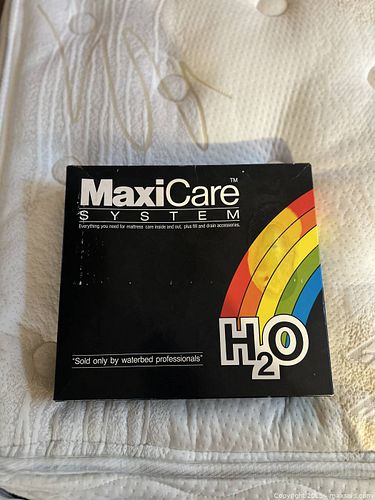 MaxiCare™
SYSTEM
Everything you need for mattress care inside and out, plus fill and drain accessories.
H2O
"Sold only by waterbed professionals"